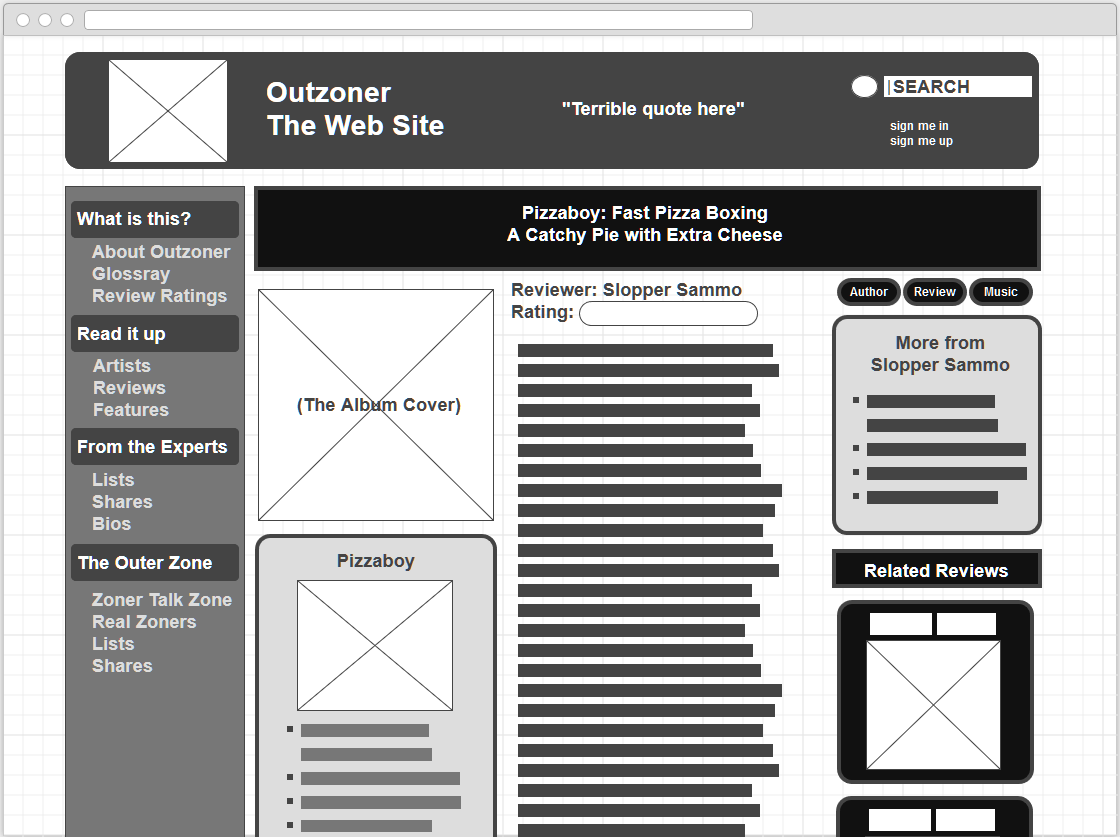 Outzoner
The Web Site
"Terrible quote here"
SEARCH
sign me in
sign me up
What is this?
About Outzoner
Glossray
Review Ratings
Read it up
Artists
Reviews
Features
From the Experts
Lists
Shares
Bios
The Outer Zone
Zoner Talk Zone
Real Zoners
Lists
Shares
Pizzaboy: Fast Pizza Boxing
A Catchy Pie with Extra Cheese
(The Album Cover)
Pizzaboy
Reviewer: Slopper Sammo
Rating:
Author
Review
Music
More from
Slopper Sammo
Related Reviews